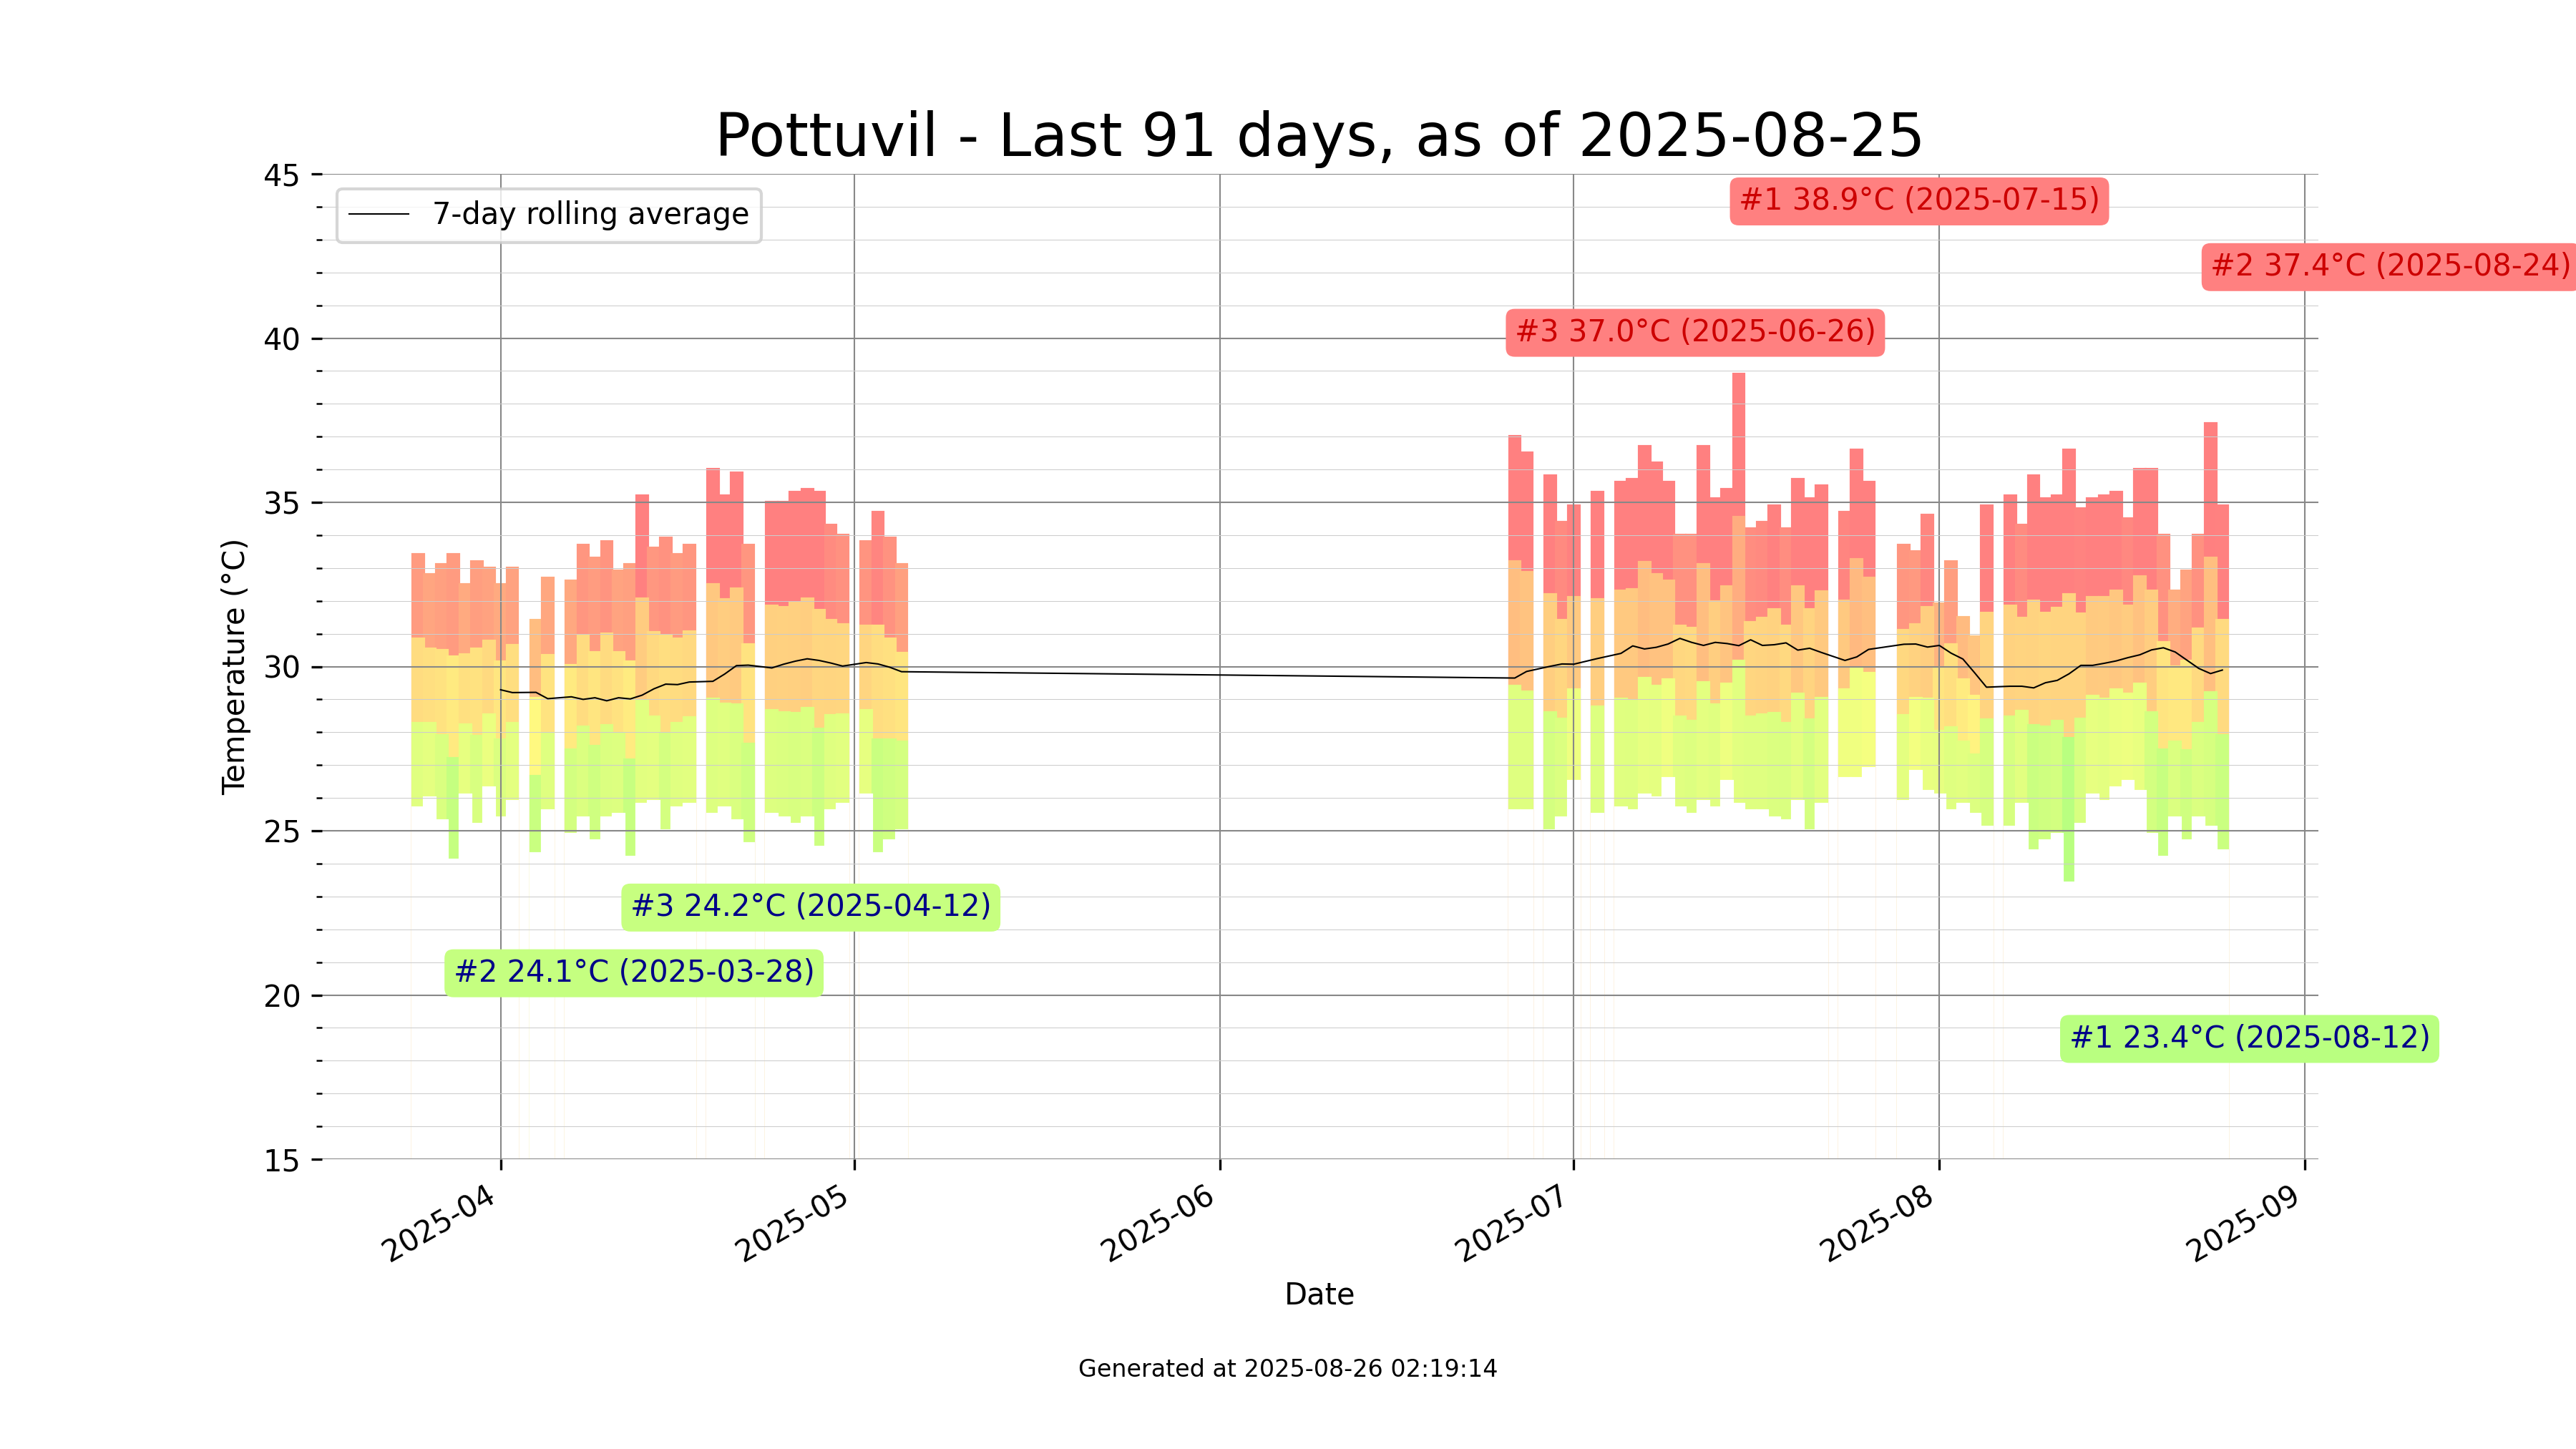 Pottuvil - Last 91 days, as of 2025-08-25
45
7-day rolling average
#1 38.9°C (2025-07-15)
#2 37.4°C (2025-08-24)
#3 37.0°C (2025-06-26)
40
35
30
Temperature (°C)
25
#3 24.2°C (2025-04-12)
#2 24.1°C (2025-03-28)
20
#1 23.4°C (2025-08-12)
15
2025-04
2025-05
2025-06
2025-07
2025-08
2025-09
Date
Generated at 2025-08-26 02:19:14